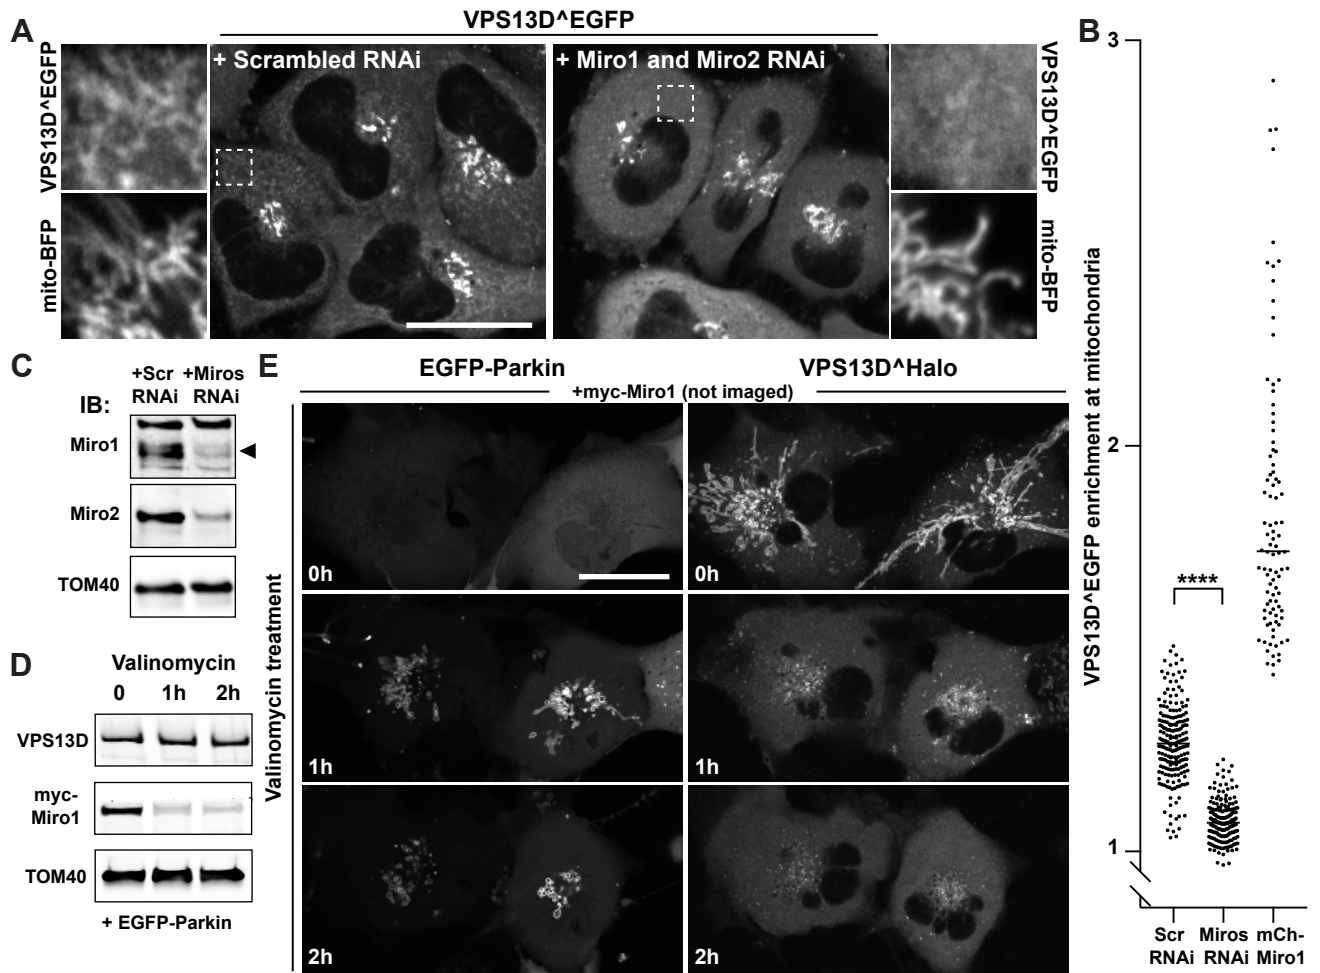 A
VPS13D^EGFP
VPS13D^EGFP
mito-BFP
+ Scrambled RNAi
+ Miro1 and Miro2 RNAi
VPS13D^EGFP
mito-BFP
B
3
2
1
VPS13D^EGFP enrichment at mitochondria
****
Scr
RNAi
Miros
RNAi
mCh-
Miro1
C
+Scr
RNAi
+Miros
RNAi
IB:
Miro1
Miro2
TOM40
D
Valinomycin
0 1h 2h
VPS13D
myc-
Miro1
TOM40
+ EGFP-Parkin
E
EGFP-Parkin
VPS13D^Halo
+myc-Miro1 (not imaged)
Valinomycin treatment
0h
0h
1h
1h
2h
2h